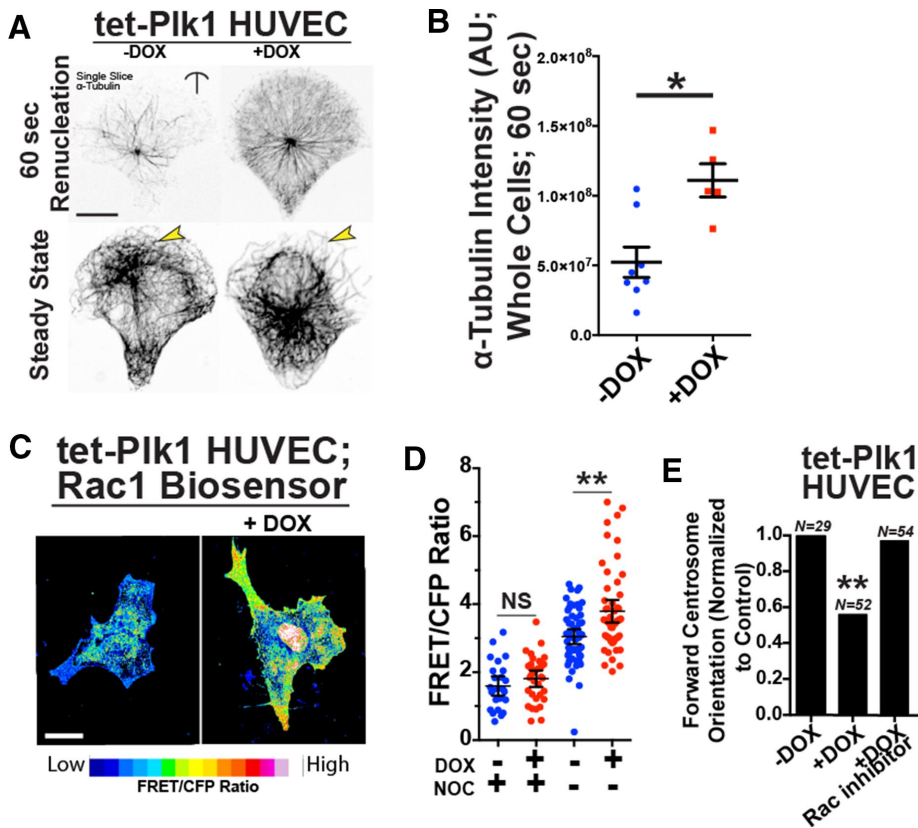 A
tet-Plk1 HUVEC
-DOX
+DOX
60 sec
Renucleation
Single Slice
α-Tubulin
Steady State
B
α-Tubulin Intensity (AU;
Whole Cells; 60 sec)
2.0×10⁸
1.5×10⁸
1.0×10⁸
5.0×10⁷
0.0
*
-DOX
+DOX
C
tet-Plk1 HUVEC;
Rac1 Biosensor
+ DOX
Low
High
FRET/CFP Ratio
D
FRET/CFP Ratio
8
6
4
2
0
NS
**
DOX - + - +
NOC + + - -
E
tet-Plk1
HUVEC
Forward Centrosome
Orientation (Normalized
to Control)
1.0
0.8
0.6
0.4
0.2
0.0
N=29
**
N=52
N=54
-DOX
+DOX
+DOX
Rac inhibitor